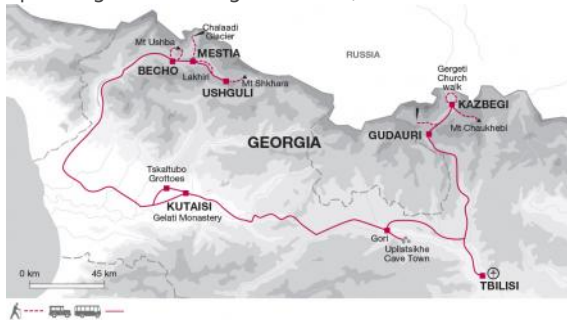 Chalaadi
Glacier
Mt Ushba
MESTIA
BECHO
Lakhiri
Mt Shkhara
USHGULI
RUSSIA
Gergeti
Church
walk
KAZBEGI
Mt Chaukhebi
GUDAURI
GEORGIA
Tskaltubo
Grottoes
KUTAISI
Gelati Monastery
Gori
Uplistsikhe
Cave Town
TBILISI
0 km 45 km